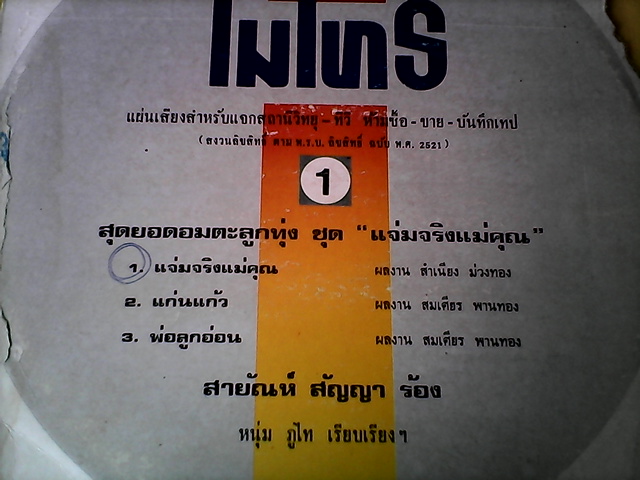 ไมโทร
แผ่นเสียงสำหรับแจกสถานีวิทยุ - ทีวี ห้ามซื้อ - ขาย - บันทึกเทป
( สงวนลิขสิทธิ์ ตาม พ.ร.บ. ลิขสิทธิ์ ฉบับ พ.ศ. 2521 )
1
สุดยอดอมตะลูกทุ่ง ชุด "แจ่มจริงแม่คุณ"
1. แจ่มจริงแม่คุณ ผลงาน สำเนียง ม่วงทอง
2. แก่นแก้ว ผลงาน สมเศียร พานทอง
3. พ่อลูกอ่อน ผลงาน สมเศียร พานทอง
สายัณห์ สัญญา ร้อง
หนุ่ม ภูไท เรียบเรียงฯ